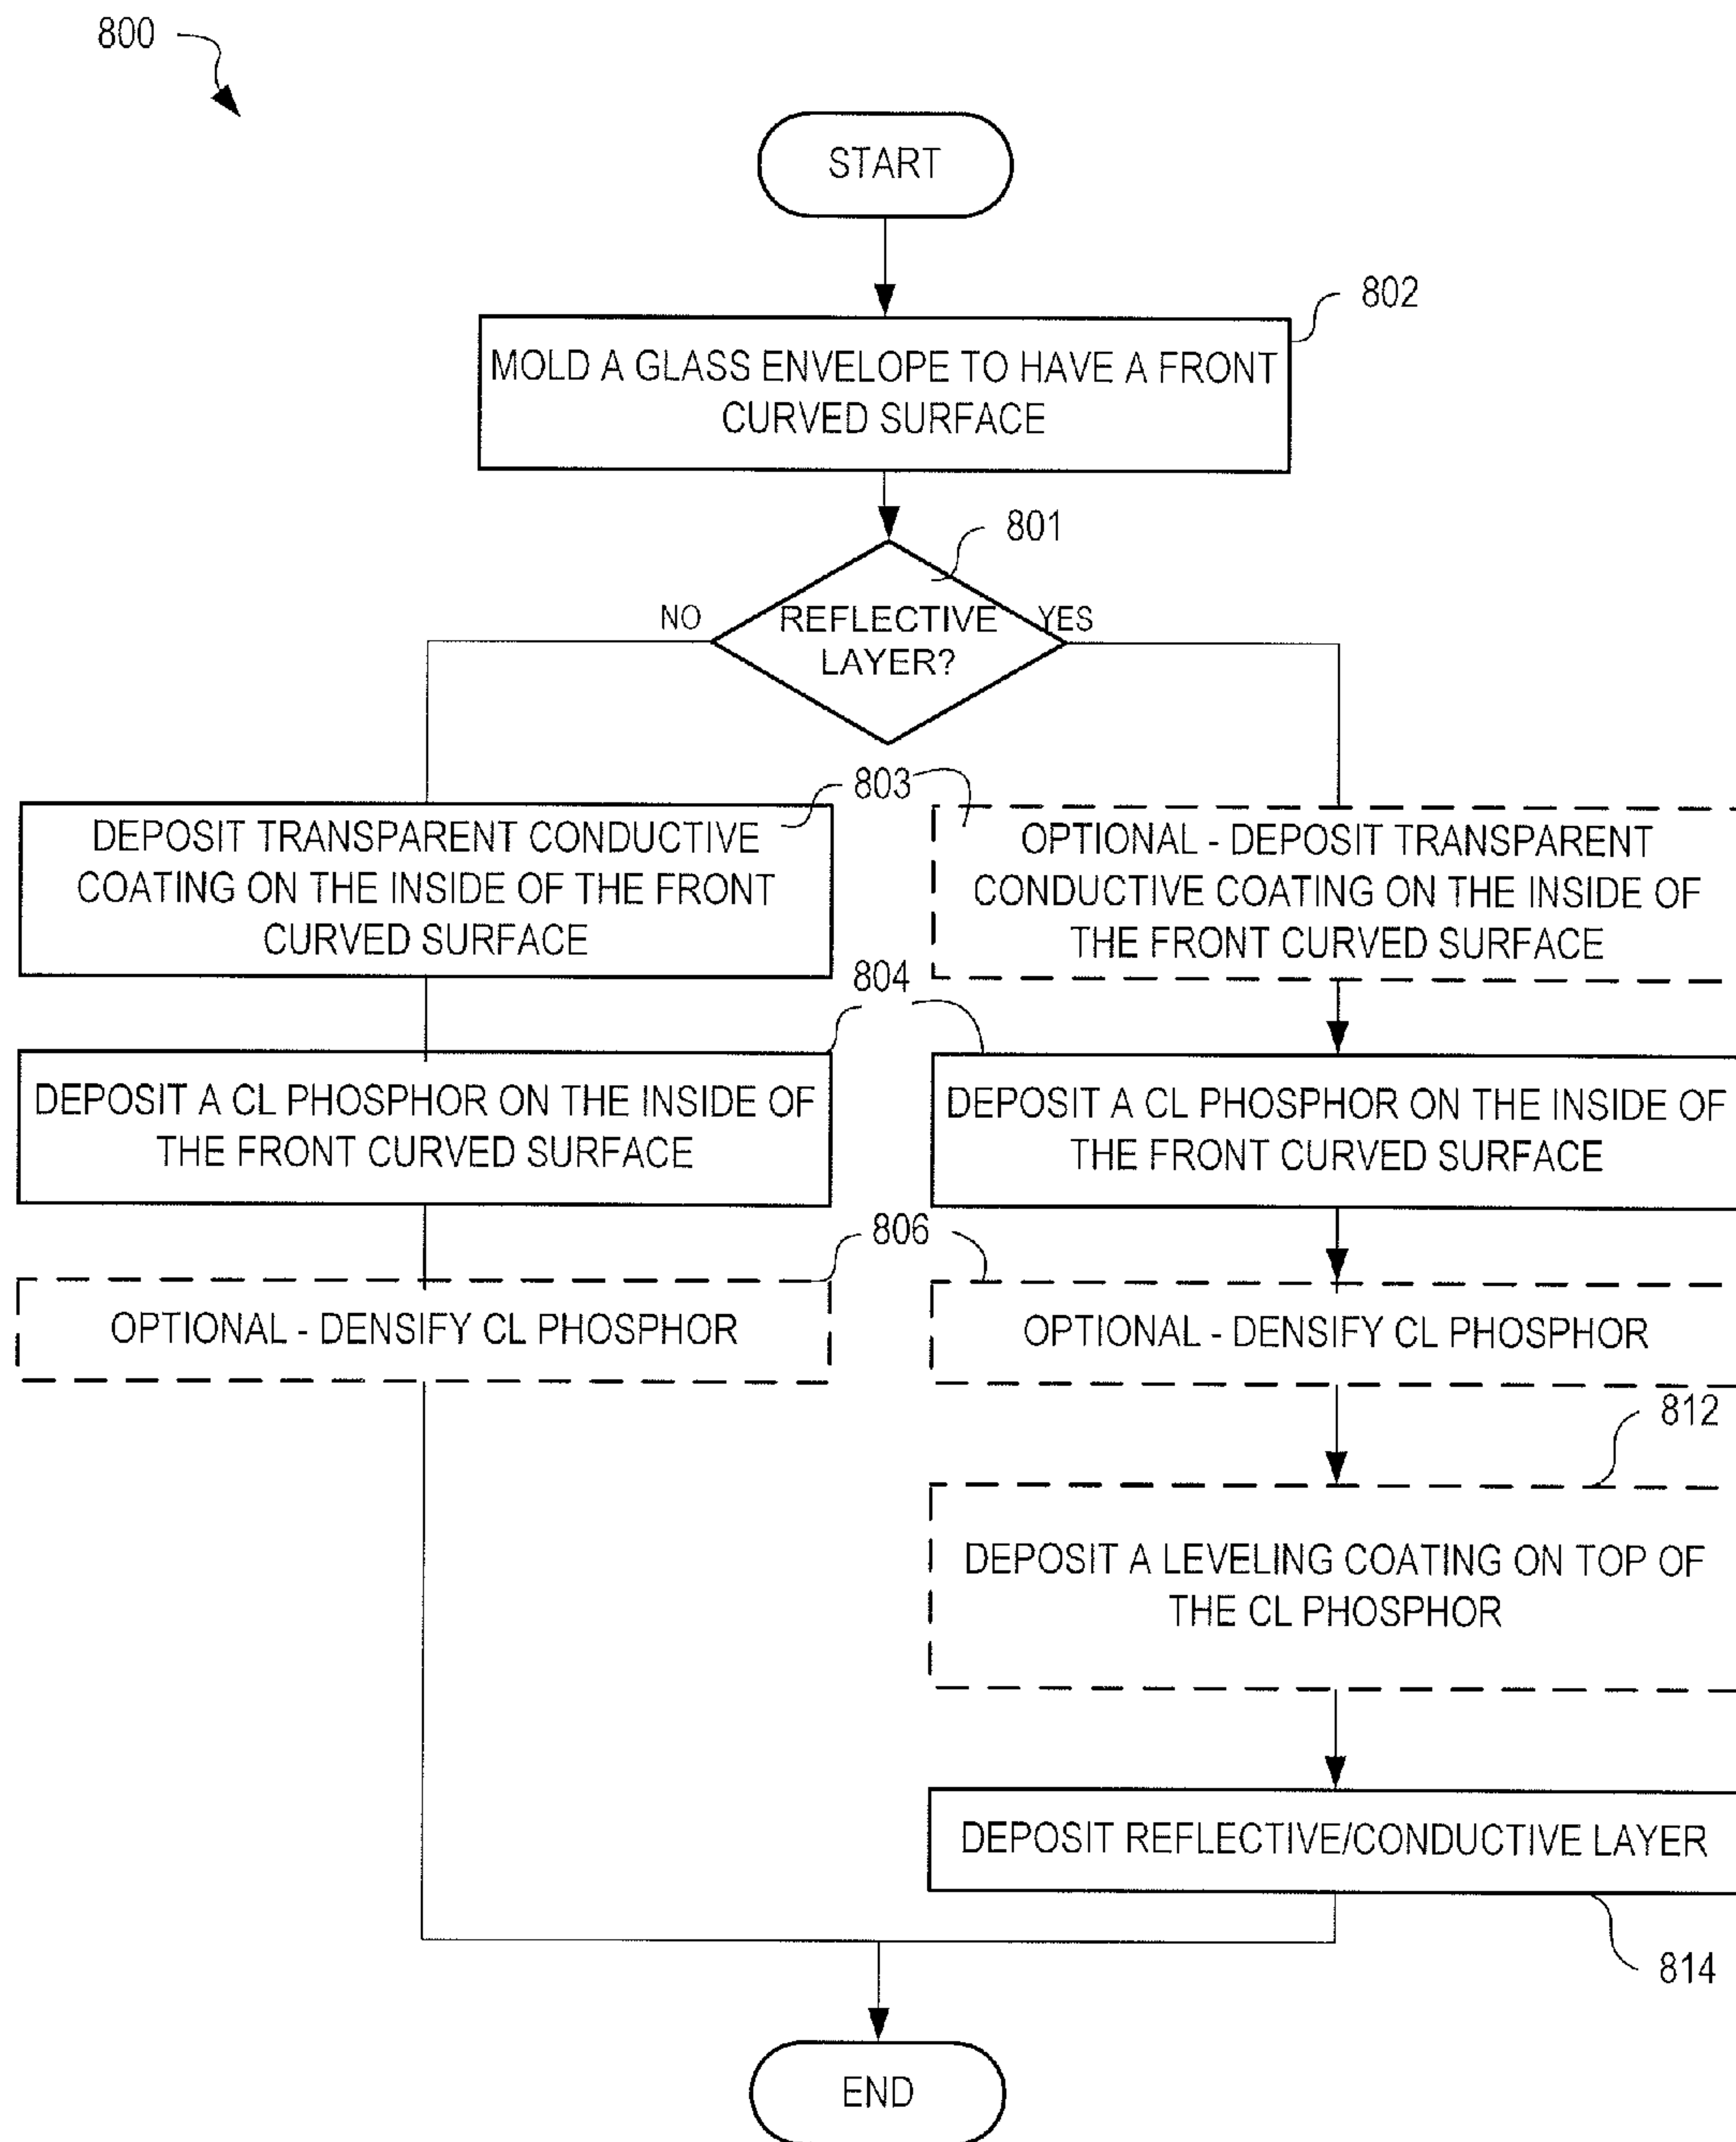 800
START
802
MOLD A GLASS ENVELOPE TO HAVE A FRONT
CURVED SURFACE
801
NO
REFLECTIVE
LAYER?
YES
803
DEPOSIT TRANSPARENT CONDUCTIVE
COATING ON THE INSIDE OF THE FRONT
CURVED SURFACE
OPTIONAL - DEPOSIT TRANSPARENT
CONDUCTIVE COATING ON THE INSIDE OF
THE FRONT CURVED SURFACE
804
DEPOSIT A CL PHOSPHOR ON THE INSIDE OF
THE FRONT CURVED SURFACE
DEPOSIT A CL PHOSPHOR ON THE INSIDE OF
THE FRONT CURVED SURFACE
806
OPTIONAL - DENSIFY CL PHOSPHOR
OPTIONAL - DENSIFY CL PHOSPHOR
812
DEPOSIT A LEVELING COATING ON TOP OF
THE CL PHOSPHOR
DEPOSIT REFLECTIVE/CONDUCTIVE LAYER
814
END